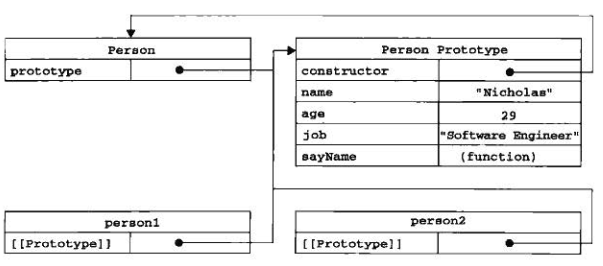 Person
prototype
Person Prototype
constructor
name "Nicholas"
age 29
job "Software Engineer"
sayName (function)
person1
[[Prototype]]
person2
[[Prototype]]